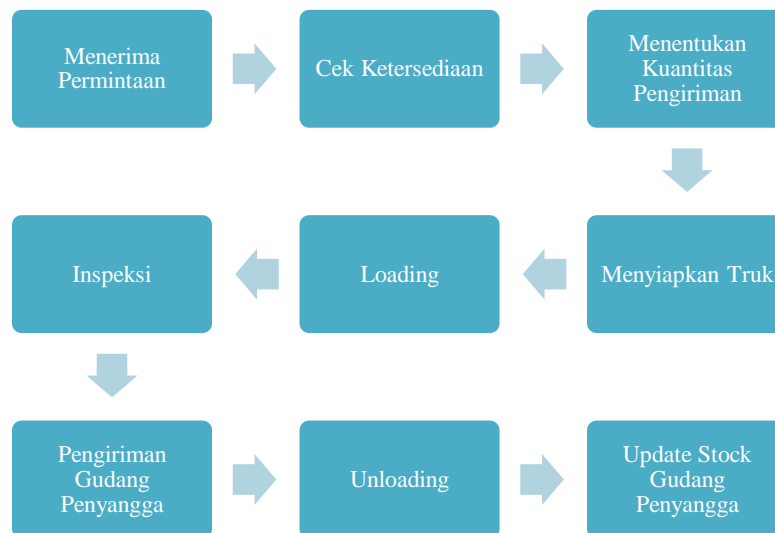 Menerima
Permintaan
Cek Ketersediaan
Menentukan
Kuantitas
Pengiriman
Menyiapkan Truk
Loading
Inspeksi
Pengiriman
Gudang
Penyangga
Unloading
Update Stock
Gudang
Penyangga